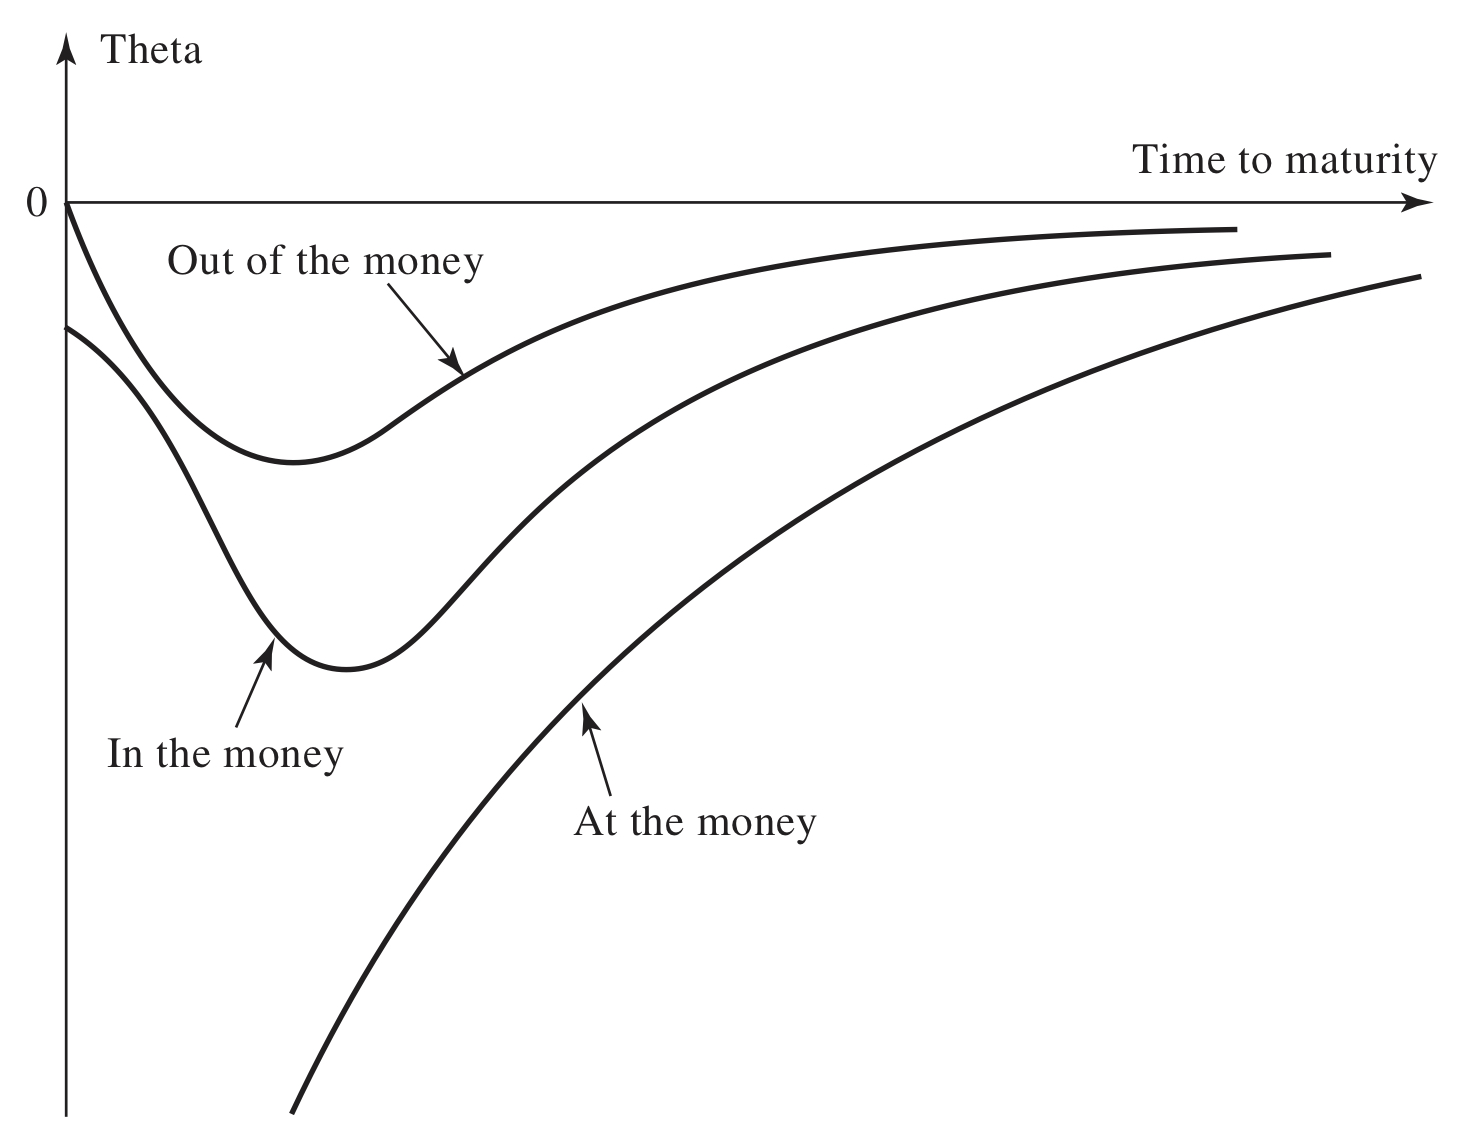 Theta
Time to maturity
0
Out of the money
In the money
At the money